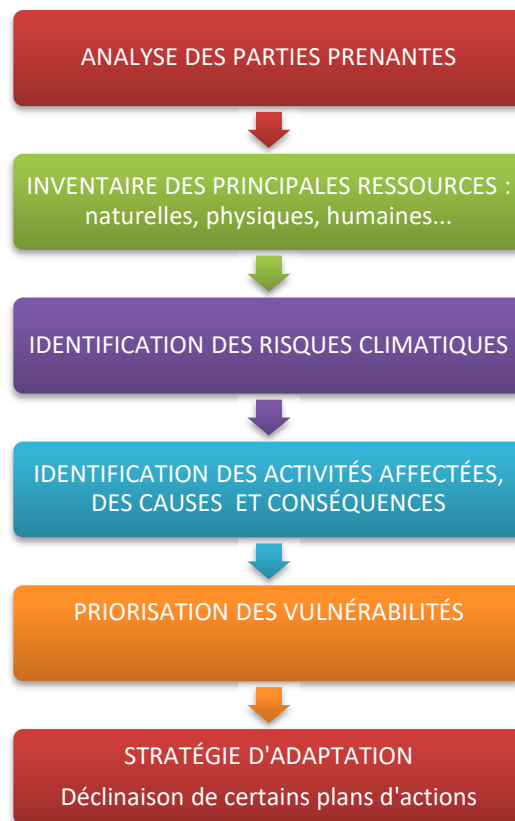 ANALYSE DES PARTIES PRENANTES
INVENTAIRE DES PRINCIPALES RESSOURCES :
naturelles, physiques, humaines...
IDENTIFICATION DES RISQUES CLIMATIQUES
IDENTIFICATION DES ACTIVITÉS AFFECTÉES,
DES CAUSES  ET CONSÉQUENCES
PRIORISATION DES VULNÉRABILITÉS
STRATÉGIE D'ADAPTATION
Déclinaison de certains plans d'actions